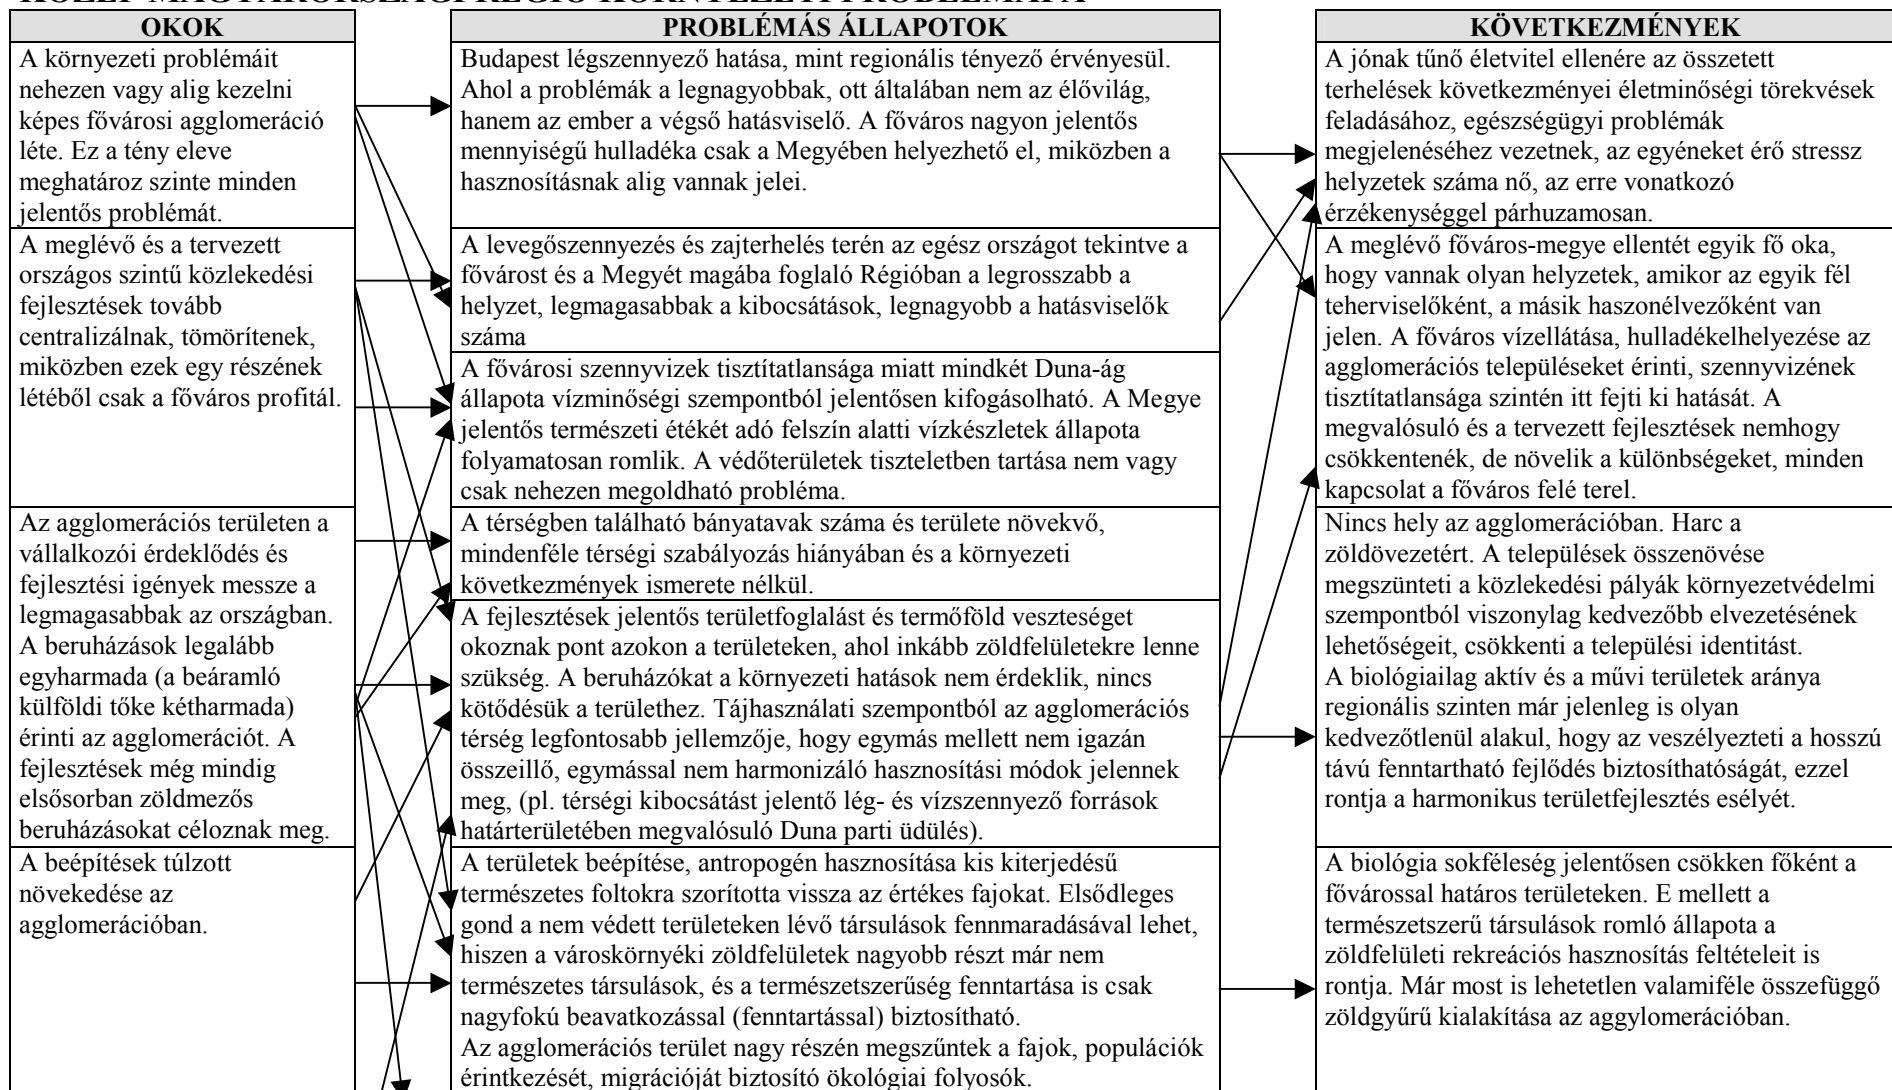 KÖZÉP-MAGYARORSZÁGI RÉGIÓ KÖRNYEZETI PROBLÉMÁI
OKOK
A környezeti problémáit
nehezen vagy alig kezelni
képes fővárosi agglomeráció
léte. Ez a tény eleve
meghatároz szinte minden
jelentős problémát.
A meglévő és a tervezett
országos szintű közlekedési
fejlesztések tovább
centralizálnak, tömörítenek,
miközben ezek egy részének
létéből csak a főváros profitál.
Az agglomerációs területen a
vállalkozói érdeklődés és
fejlesztési igények messze a
legmagasabbak az országban.
A beruházások legalább
egyharmada (a beáramló
külföldi tőke kétharmada)
érinti az agglomerációt. A
fejlesztések még mindig
elsősorban zöldmezős
beruházásokat céloznak meg.
A beépítések túlzott
növekedése az
agglomerációban.
PROBLÉMÁS ÁLLAPOTOK
Budapest légszennyező hatása, mint regionális tényező érvényesül.
Ahol a problémák a legnagyobbak, ott általában nem az élővilág,
hanem az ember a végső hatásviselő. A főváros nagyon jelentős
mennyiségű hulladéka csak a Megyében helyezhető el, miközben a
hasznosításnak alig vannak jelei.
A levegőszennyezés és zajterhelés terén az egész országot tekintve a
fővárost és a Megyét magába foglaló Régióban a legrosszabb a
helyzet, legmagasabbak a kibocsátások, legnagyobb a hatásviselők
száma
A fővárosi szennyvizek tisztítatlansága miatt mindkét Duna-ág
állapota vízminőségi szempontból jelentősen kifogásolható. A Megye
jelentős természeti étékét adó felszín alatti vízkészletek állapota
folyamatosan romlik. A védőterületek tiszteletben tartása nem vagy
csak nehezen megoldható probléma.
A térségben található bányatavak száma és területe növekvő,
mindenféle térségi szabályozás hiányában és a környezeti
következmények ismerete nélkül.
A fejlesztések jelentős területfoglalást és termőföld veszteséget
okoznak pont azokon a területeken, ahol inkább zöldfelületekre lenne
szükség. A beruházókat a környezeti hatások nem érdeklik, nincs
kötődésük a területhez. Tájhasználati szempontból az agglomerációs
térség legfontosabb jellemzője, hogy egymás mellett nem igazán
összeillő, egymással nem harmonizáló hasznosítási módok jelennek
meg, (pl. térségi kibocsátást jelentő lég- és vízszennyező források
határterületében megvalósuló Duna parti üdülés).
A területek beépítése, antropogén hasznosítása kis kiterjedésű
természetes foltokra szorította vissza az értékes fajokat. Elsődleges
gond a nem védett területeken lévő társulások fennmaradásával lehet,
hiszen a városkörnyéki zöldfelületek nagyobb részt már nem
természetes társulások, és a természetszerűség fenntartása is csak
nagyfokú beavatkozással (fenntartással) biztosítható.
Az agglomerációs terület nagy részén megszűntek a fajok, populációk
érintkezését, migrációját biztosító ökológiai folyosók.
KÖVETKEZMÉNYEK
A jónak tűnő életvitel ellenére az összetett
terhelések következményei életminőségi törekvések
feladásához, egészségügyi problémák
megjelenéséhez vezetnek, az egyéneket érő stressz
helyzetek száma nő, az erre vonatkozó
érzékenységgel párhuzamosan.
A meglévő főváros-megye ellentét egyik fő oka,
hogy vannak olyan helyzetek, amikor az egyik fél
teherviselőként, a másik haszonélvezőként van
jelen. A főváros vízellátása, hulladékelhelyezése az
agglomerációs településeket érinti, szennyvizének
tisztítatlansága szintén itt fejti ki hatását. A
megvalósuló és a tervezett fejlesztések nemhogy
csökkentenék, de növelik a különbségeket, minden
kapcsolat a főváros felé terel.
Nincs hely az agglomerációban. Harc a
zöldövezetért. A települések összenövése
megszünteti a közlekedési pályák környezetvédelmi
szempontból viszonylag kedvezőbb elvezetésének
lehetőségeit, csökkenti a települési identitást.
A biológiailag aktív és a művi területek aránya
regionális szinten már jelenleg is olyan
kedvezőtlenül alakul, hogy az veszélyezteti a hosszú
távú fenntartható fejlődés biztosíthatóságát, ezzel
rontja a harmonikus területfejlesztés esélyét.
A biológia sokféleség jelentősen csökken főként a
fővárossal határos területeken. E mellett a
természetszerű társulások romló állapota a
zöldfelületi rekreációs hasznosítás feltételeit is
rontja. Már most is lehetetlen valamiféle összefüggő
zöldgyűrű kialakítása az aggylomerációban.